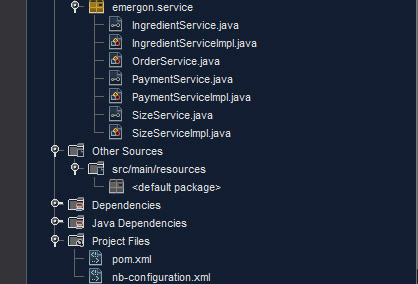 emergon.service
IngredientService.java
IngredientServiceImpl.java
OrderService.java
PaymentService.java
PaymentServiceImpl.java
SizeService.java
SizeServiceImpl.java
Other Sources
src/main/resources
<default package>
Dependencies
Java Dependencies
Project Files
pom.xml
nb-configuration.xml